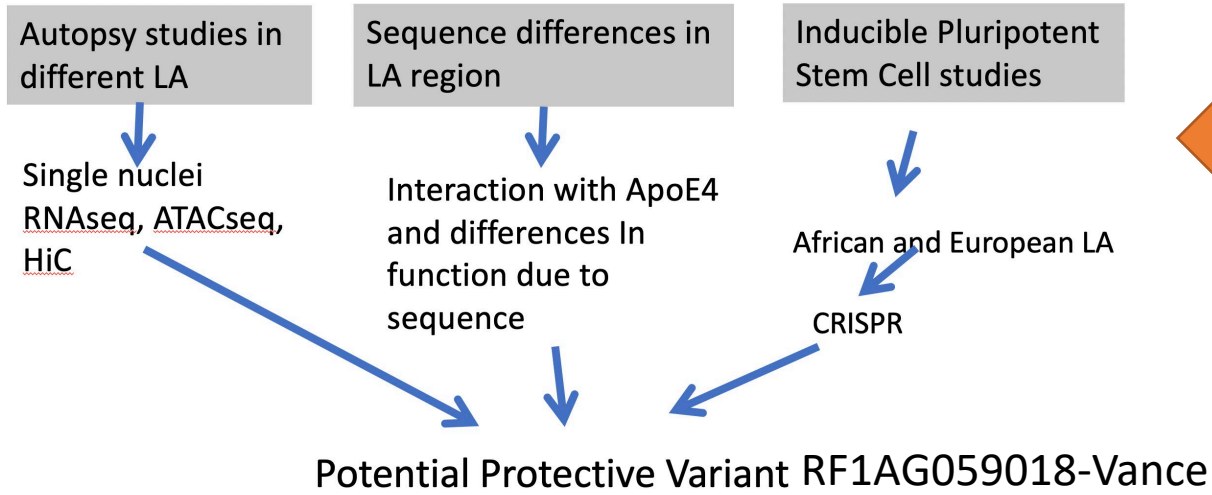 Autopsy studies in
different LA
Sequence differences in
LA region
Inducible Pluripotent
Stem Cell studies
Single nuclei
RNAseq, ATACseq,
HiC
Interaction with ApoE4
and differences In
function due to
sequence
African and European LA
CRISPR
Potential Protective Variant RF1AG059018-Vance